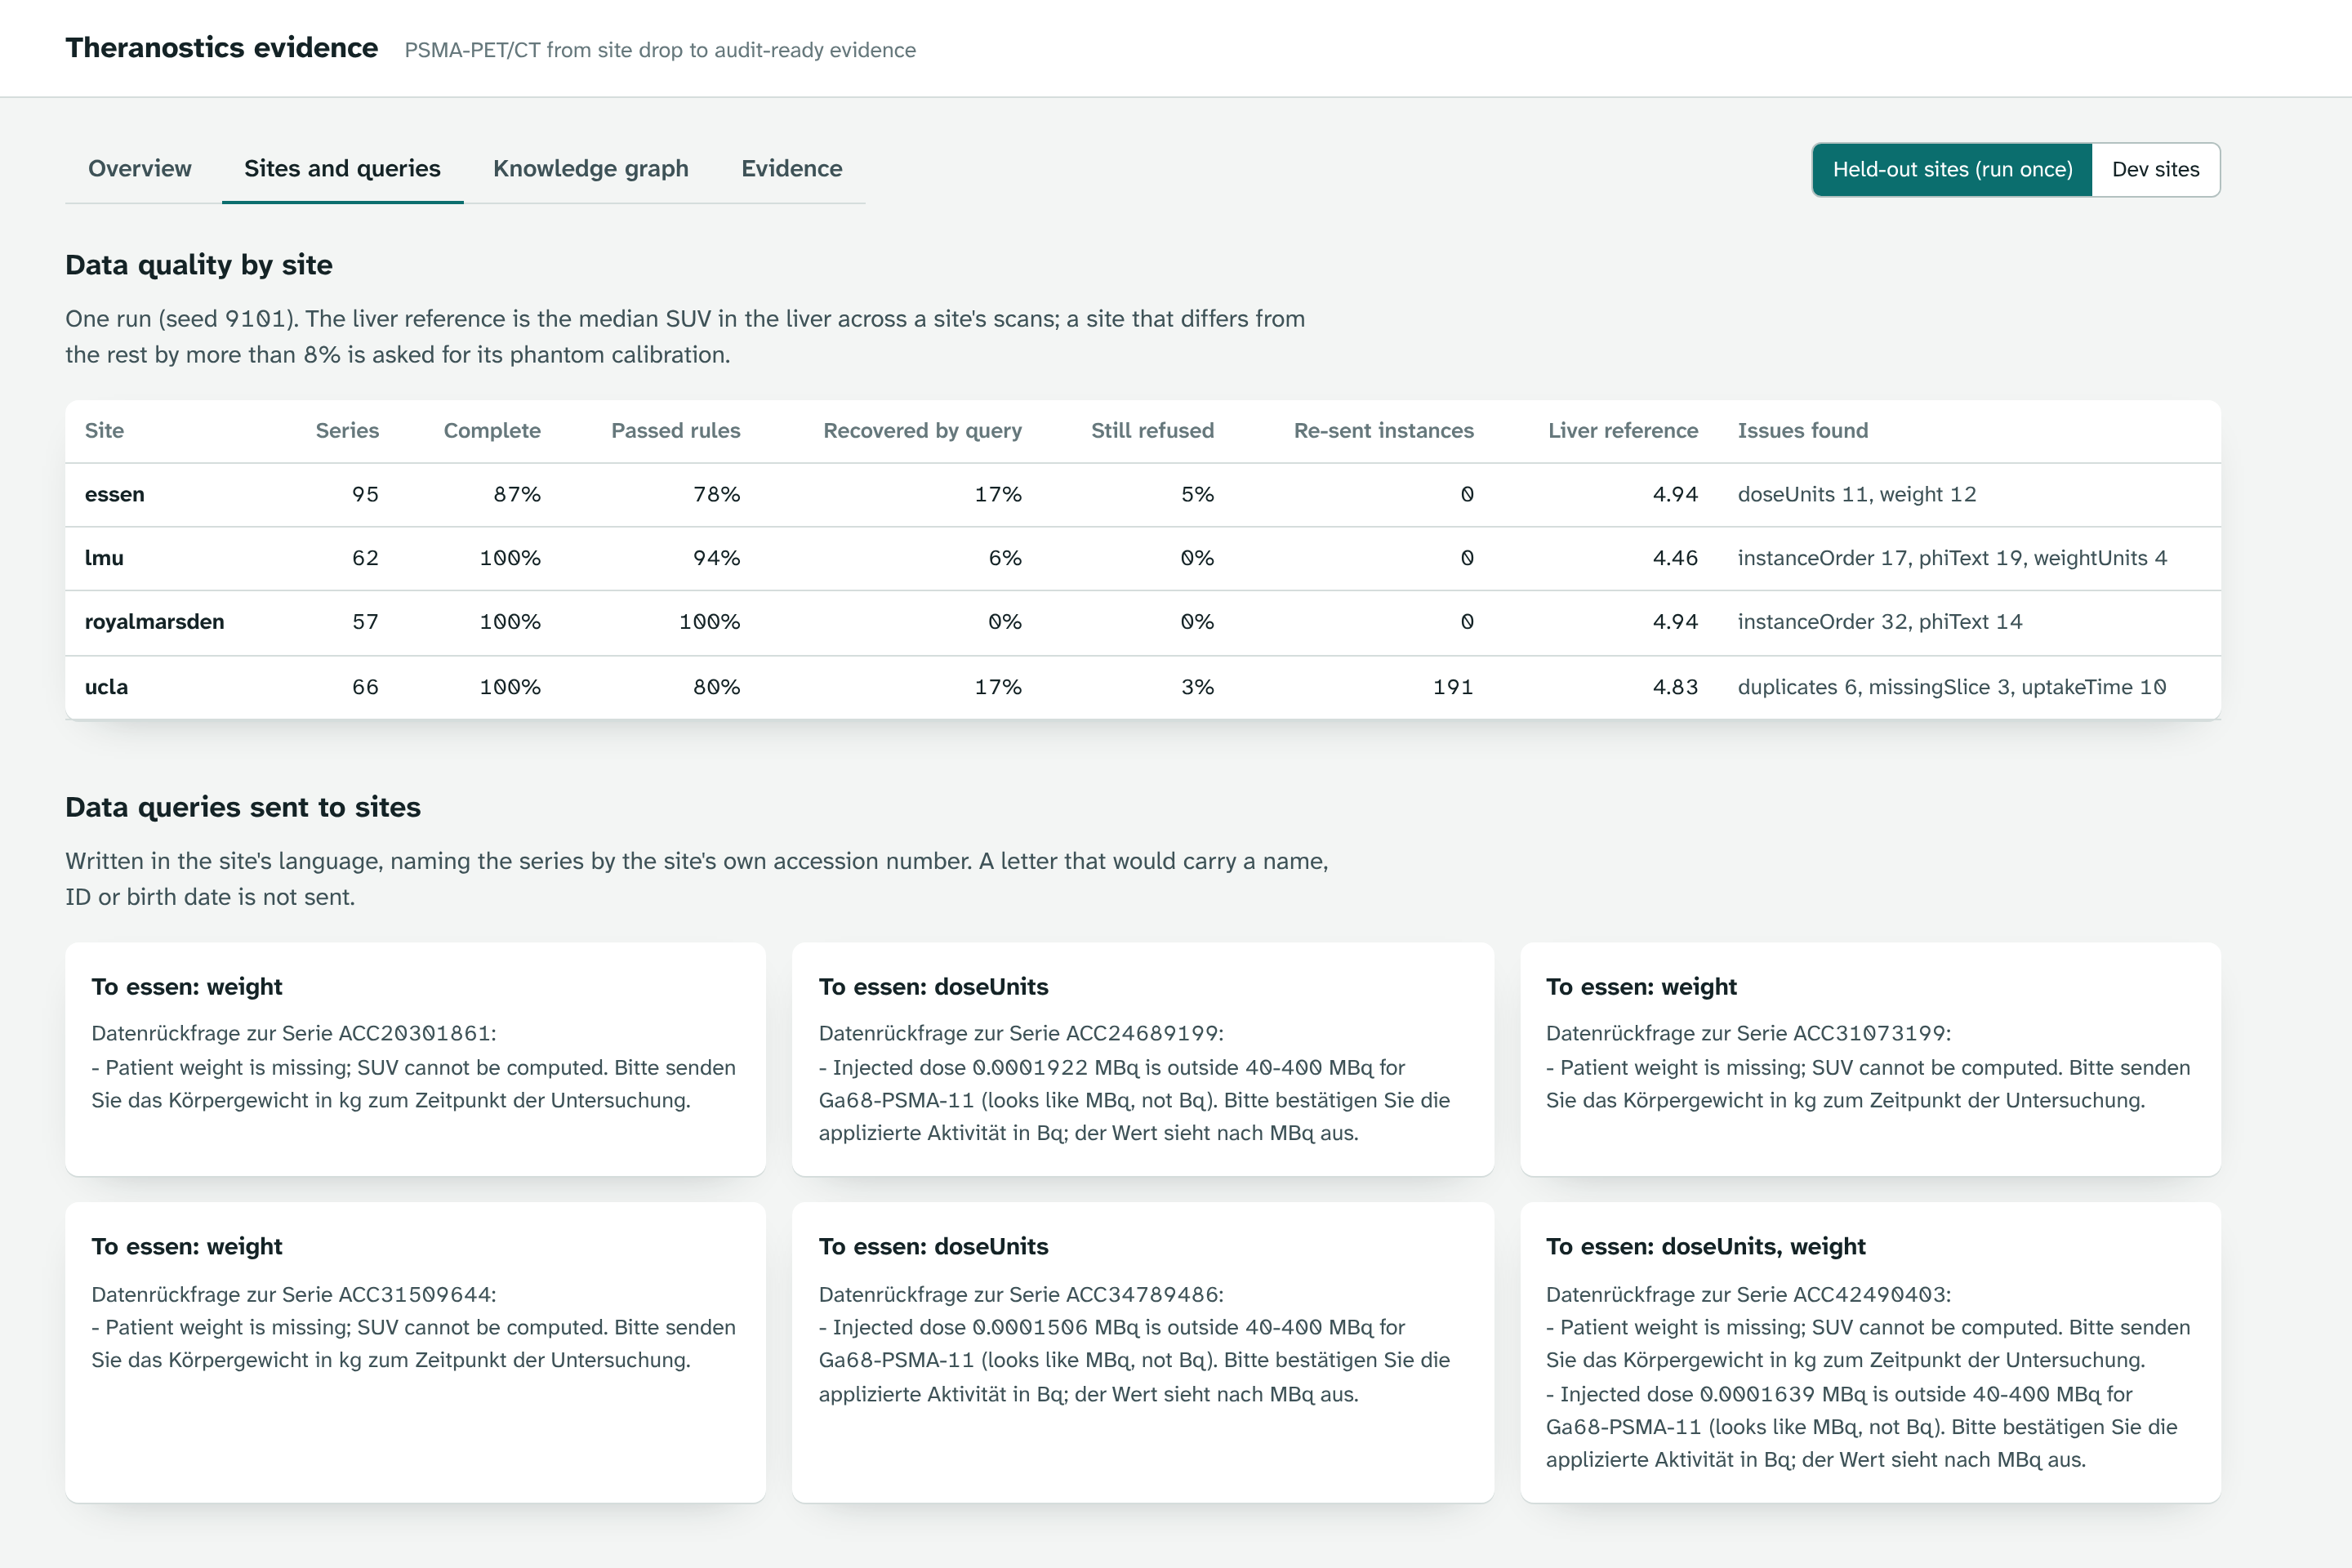 Theranostics evidence PSMA-PET/CT from site drop to audit-ready evidence
Overview Sites and queries Knowledge graph Evidence Held-out sites (run once) Dev sites
Data quality by site
One run (seed 9101). The liver reference is the median SUV in the liver across a site's scans; a site that differs from
the rest by more than 8% is asked for its phantom calibration.
Site Series Complete Passed rules Recovered by query Still refused Re-sent instances Liver reference Issues found
essen 95 87% 78% 17% 5% 0 4.94 doseUnits 11, weight 12
lmu 62 100% 94% 6% 0% 0 4.46 instanceOrder 17, phiText 19, weightUnits 4
royalmarsden 57 100% 100% 0% 0% 0 4.94 instanceOrder 32, phiText 14
ucla 66 100% 80% 17% 3% 191 4.83 duplicates 6, missingSlice 3, uptakeTime 10
Data queries sent to sites
Written in the site's language, naming the series by the site's own accession number. A letter that would carry a name,
ID or birth date is not sent.
To essen: weight
Datenrückfrage zur Serie ACC20301861:
- Patient weight is missing; SUV cannot be computed. Bitte senden
Sie das Körpergewicht in kg zum Zeitpunkt der Untersuchung.
To essen: doseUnits
Datenrückfrage zur Serie ACC24689199:
- Injected dose 0.0001922 MBq is outside 40-400 MBq for
Ga68-PSMA-11 (looks like MBq, not Bq). Bitte bestätigen Sie die
applizierte Aktivität in Bq; der Wert sieht nach MBq aus.
To essen: weight
Datenrückfrage zur Serie ACC31073199:
- Patient weight is missing; SUV cannot be computed. Bitte senden
Sie das Körpergewicht in kg zum Zeitpunkt der Untersuchung.
To essen: weight
Datenrückfrage zur Serie ACC31509644:
- Patient weight is missing; SUV cannot be computed. Bitte senden
Sie das Körpergewicht in kg zum Zeitpunkt der Untersuchung.
To essen: doseUnits
Datenrückfrage zur Serie ACC34789486:
- Injected dose 0.0001506 MBq is outside 40-400 MBq for
Ga68-PSMA-11 (looks like MBq, not Bq). Bitte bestätigen Sie die
applizierte Aktivität in Bq; der Wert sieht nach MBq aus.
To essen: doseUnits, weight
Datenrückfrage zur Serie ACC42490403:
- Patient weight is missing; SUV cannot be computed. Bitte senden
Sie das Körpergewicht in kg zum Zeitpunkt der Untersuchung.
- Injected dose 0.0001639 MBq is outside 40-400 MBq for
Ga68-PSMA-11 (looks like MBq, not Bq). Bitte bestätigen Sie die
applizierte Aktivität in Bq; der Wert sieht nach MBq aus.